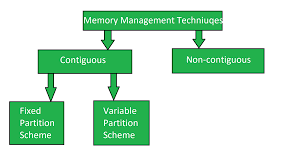 Memory Management Techniuqes
Contiguous
Non-contiguous
Fixed
Partition
Scheme
Variable
Partition
Scheme